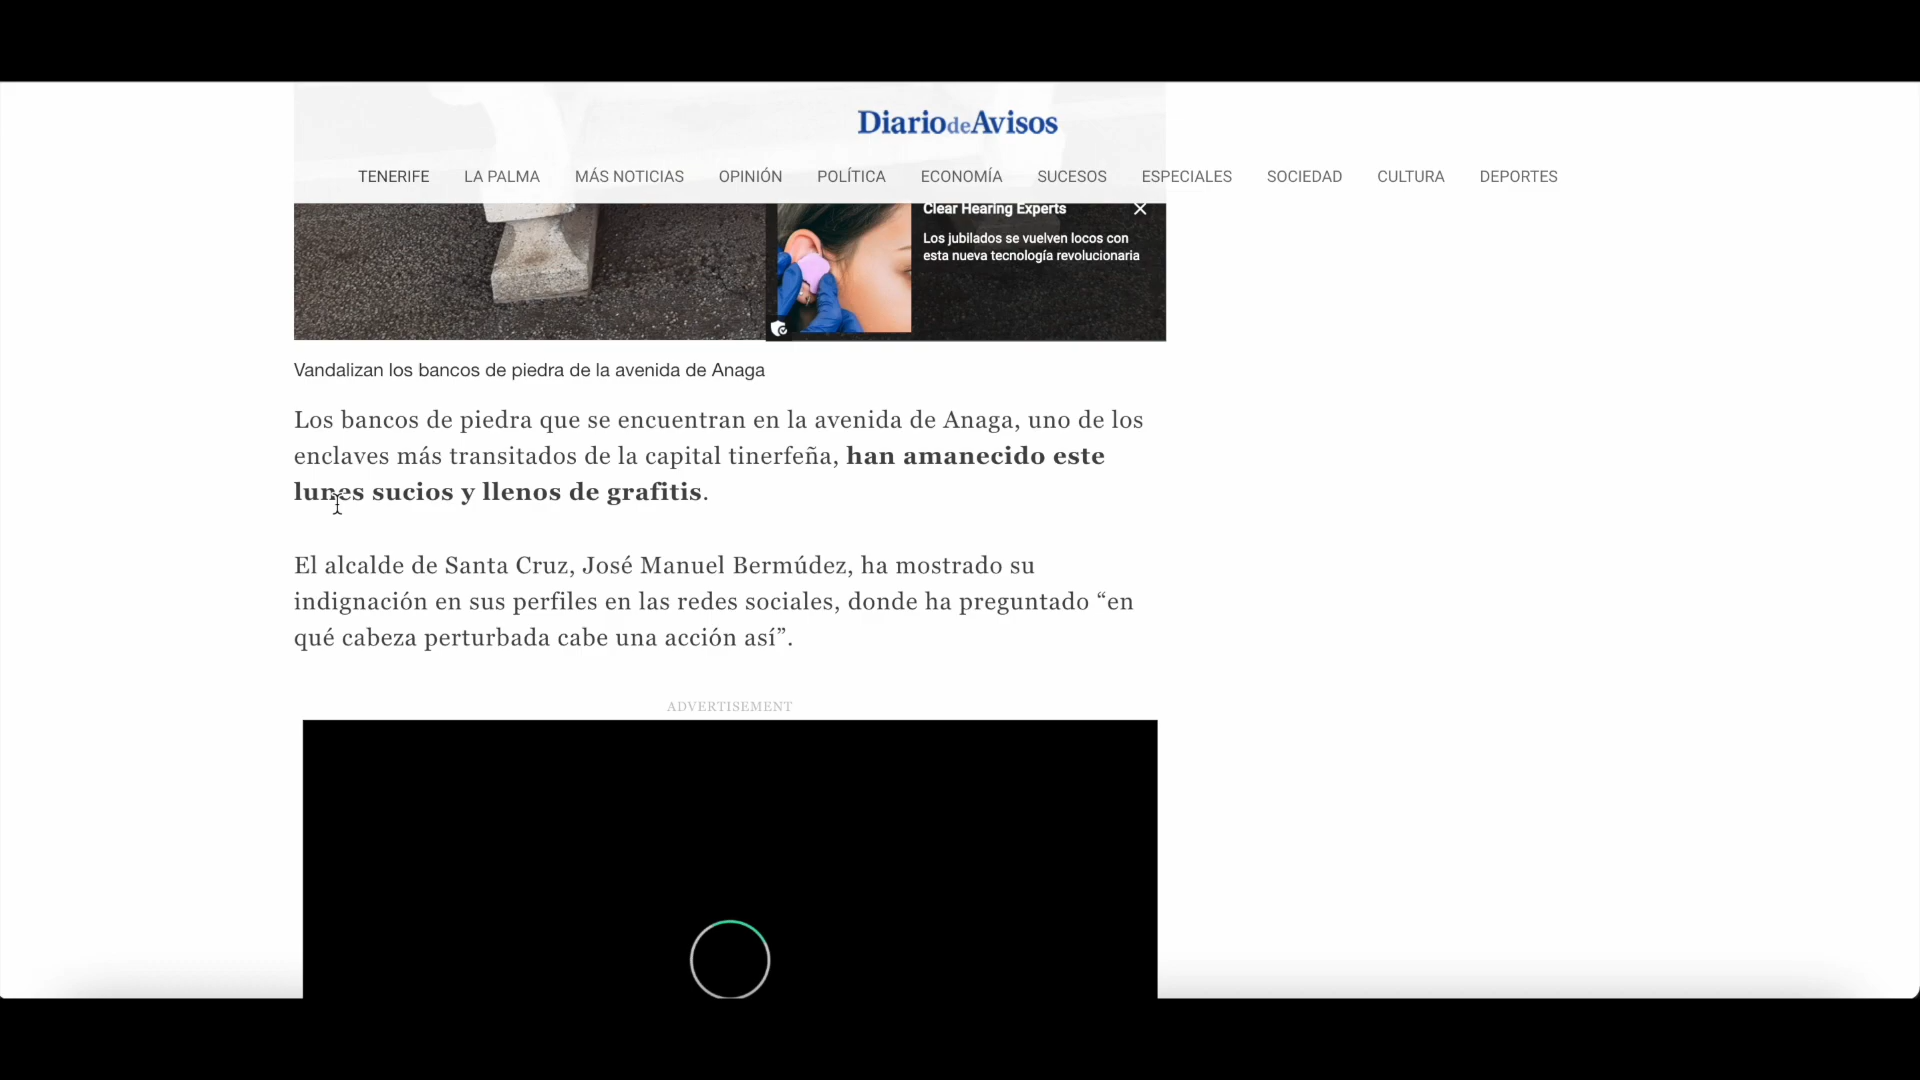 DiariodeAvisos
TENERIFE LA PALMA MÁS NOTICIAS OPINIÓN POLÍTICA ECONOMÍA SUCESOS ESPECIALES SOCIEDAD CULTURA DEPORTES
Clear Hearing Experts
Los jubilados se vuelven locos con
esta nueva tecnología revolucionaria
Vandalizan los bancos de piedra de la avenida de Anaga
Los bancos de piedra que se encuentran en la avenida de Anaga, uno de los
enclaves más transitados de la capital tinerfeña, han amanecido este
lunes sucios y llenos de grafitis.
El alcalde de Santa Cruz, José Manuel Bermúdez, ha mostrado su
indignación en sus perfiles en las redes sociales, donde ha preguntado “en
qué cabeza perturbada cabe una acción así”.
ADVERTISEMENT